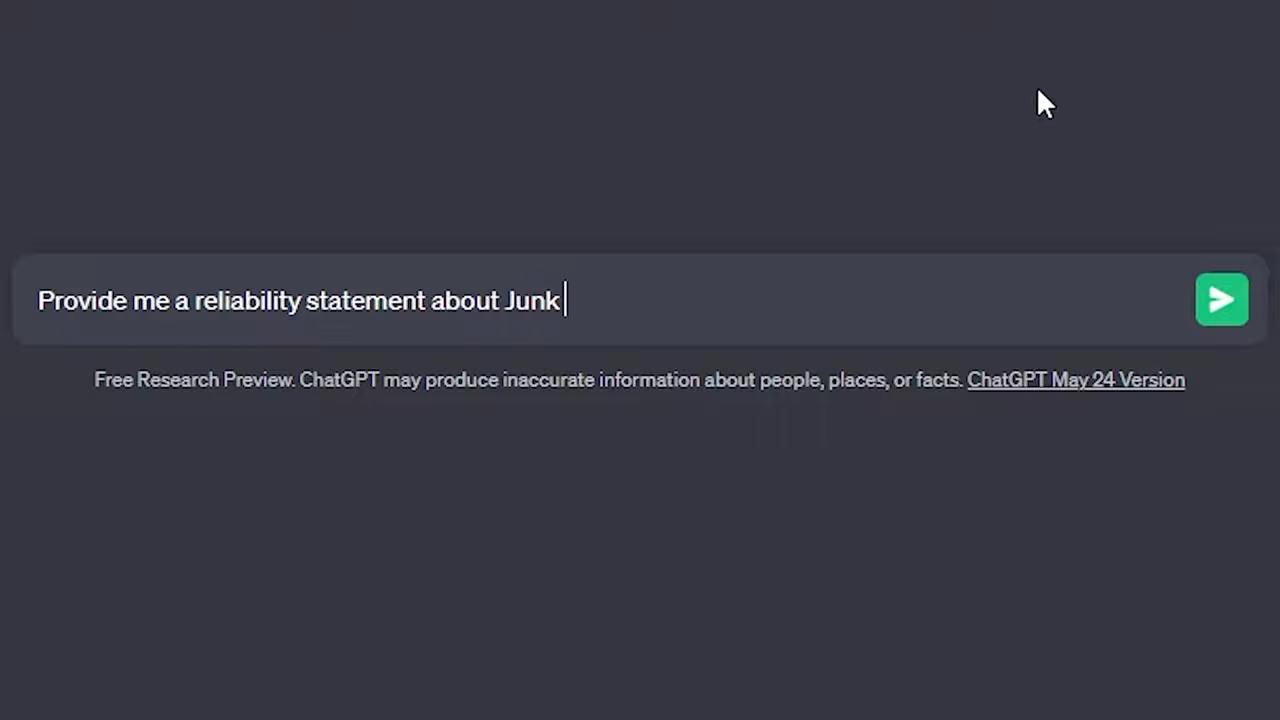 Provide me a reliability statement about Junk
Free Research Preview. ChatGPT may produce inaccurate information about people, places, or facts. ChatGPT May 24 Version